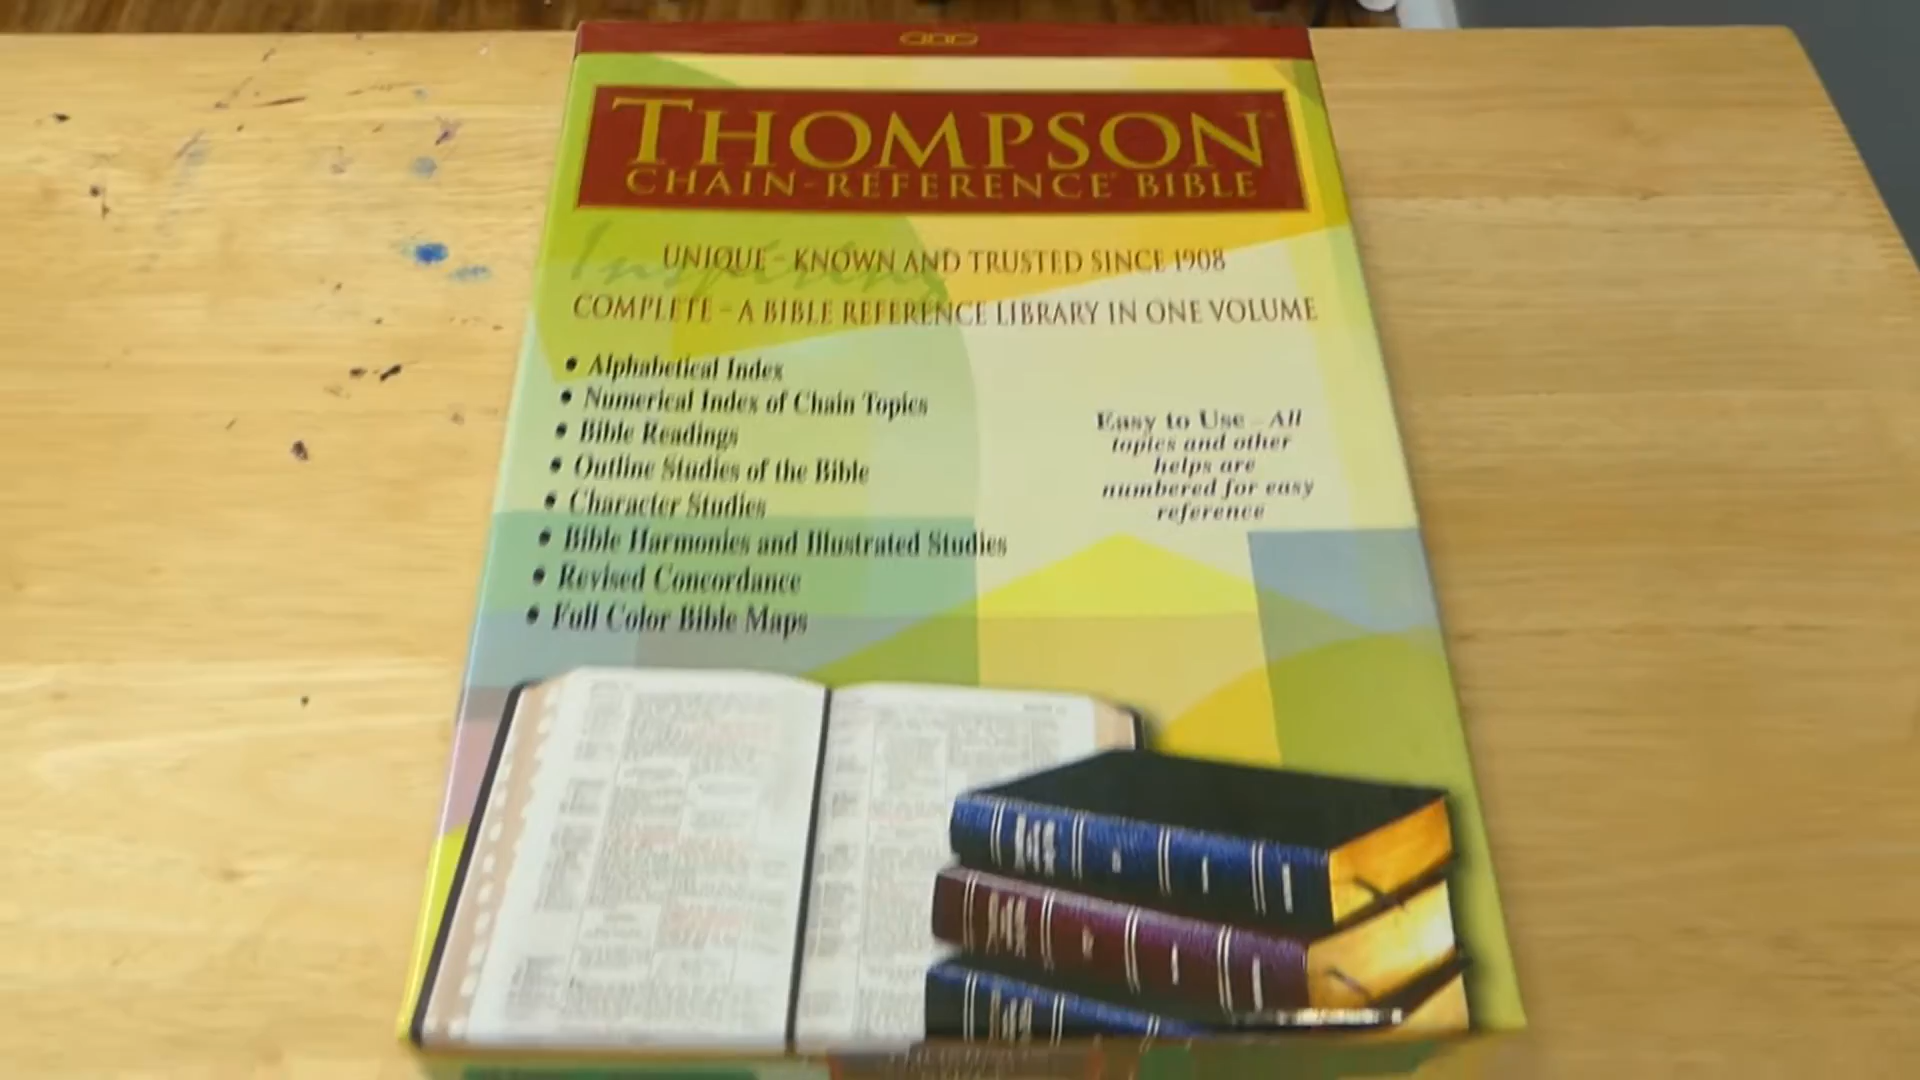 THOMPSON
CHAIN-REFERENCE® BIBLE
Inspiring
UNIQUE - KNOWN AND TRUSTED SINCE 1908
COMPLETE - A BIBLE REFERENCE LIBRARY IN ONE VOLUME
• Alphabetical Index
• Numerical Index of Chain Topics
• Bible Readings
• Outline Studies of the Bible
• Character Studies
• Bible Harmonies and Illustrated Studies
• Revised Concordance
• Full Color Bible Maps
Easy to Use - All
topics and other
helps are
numbered for easy
reference